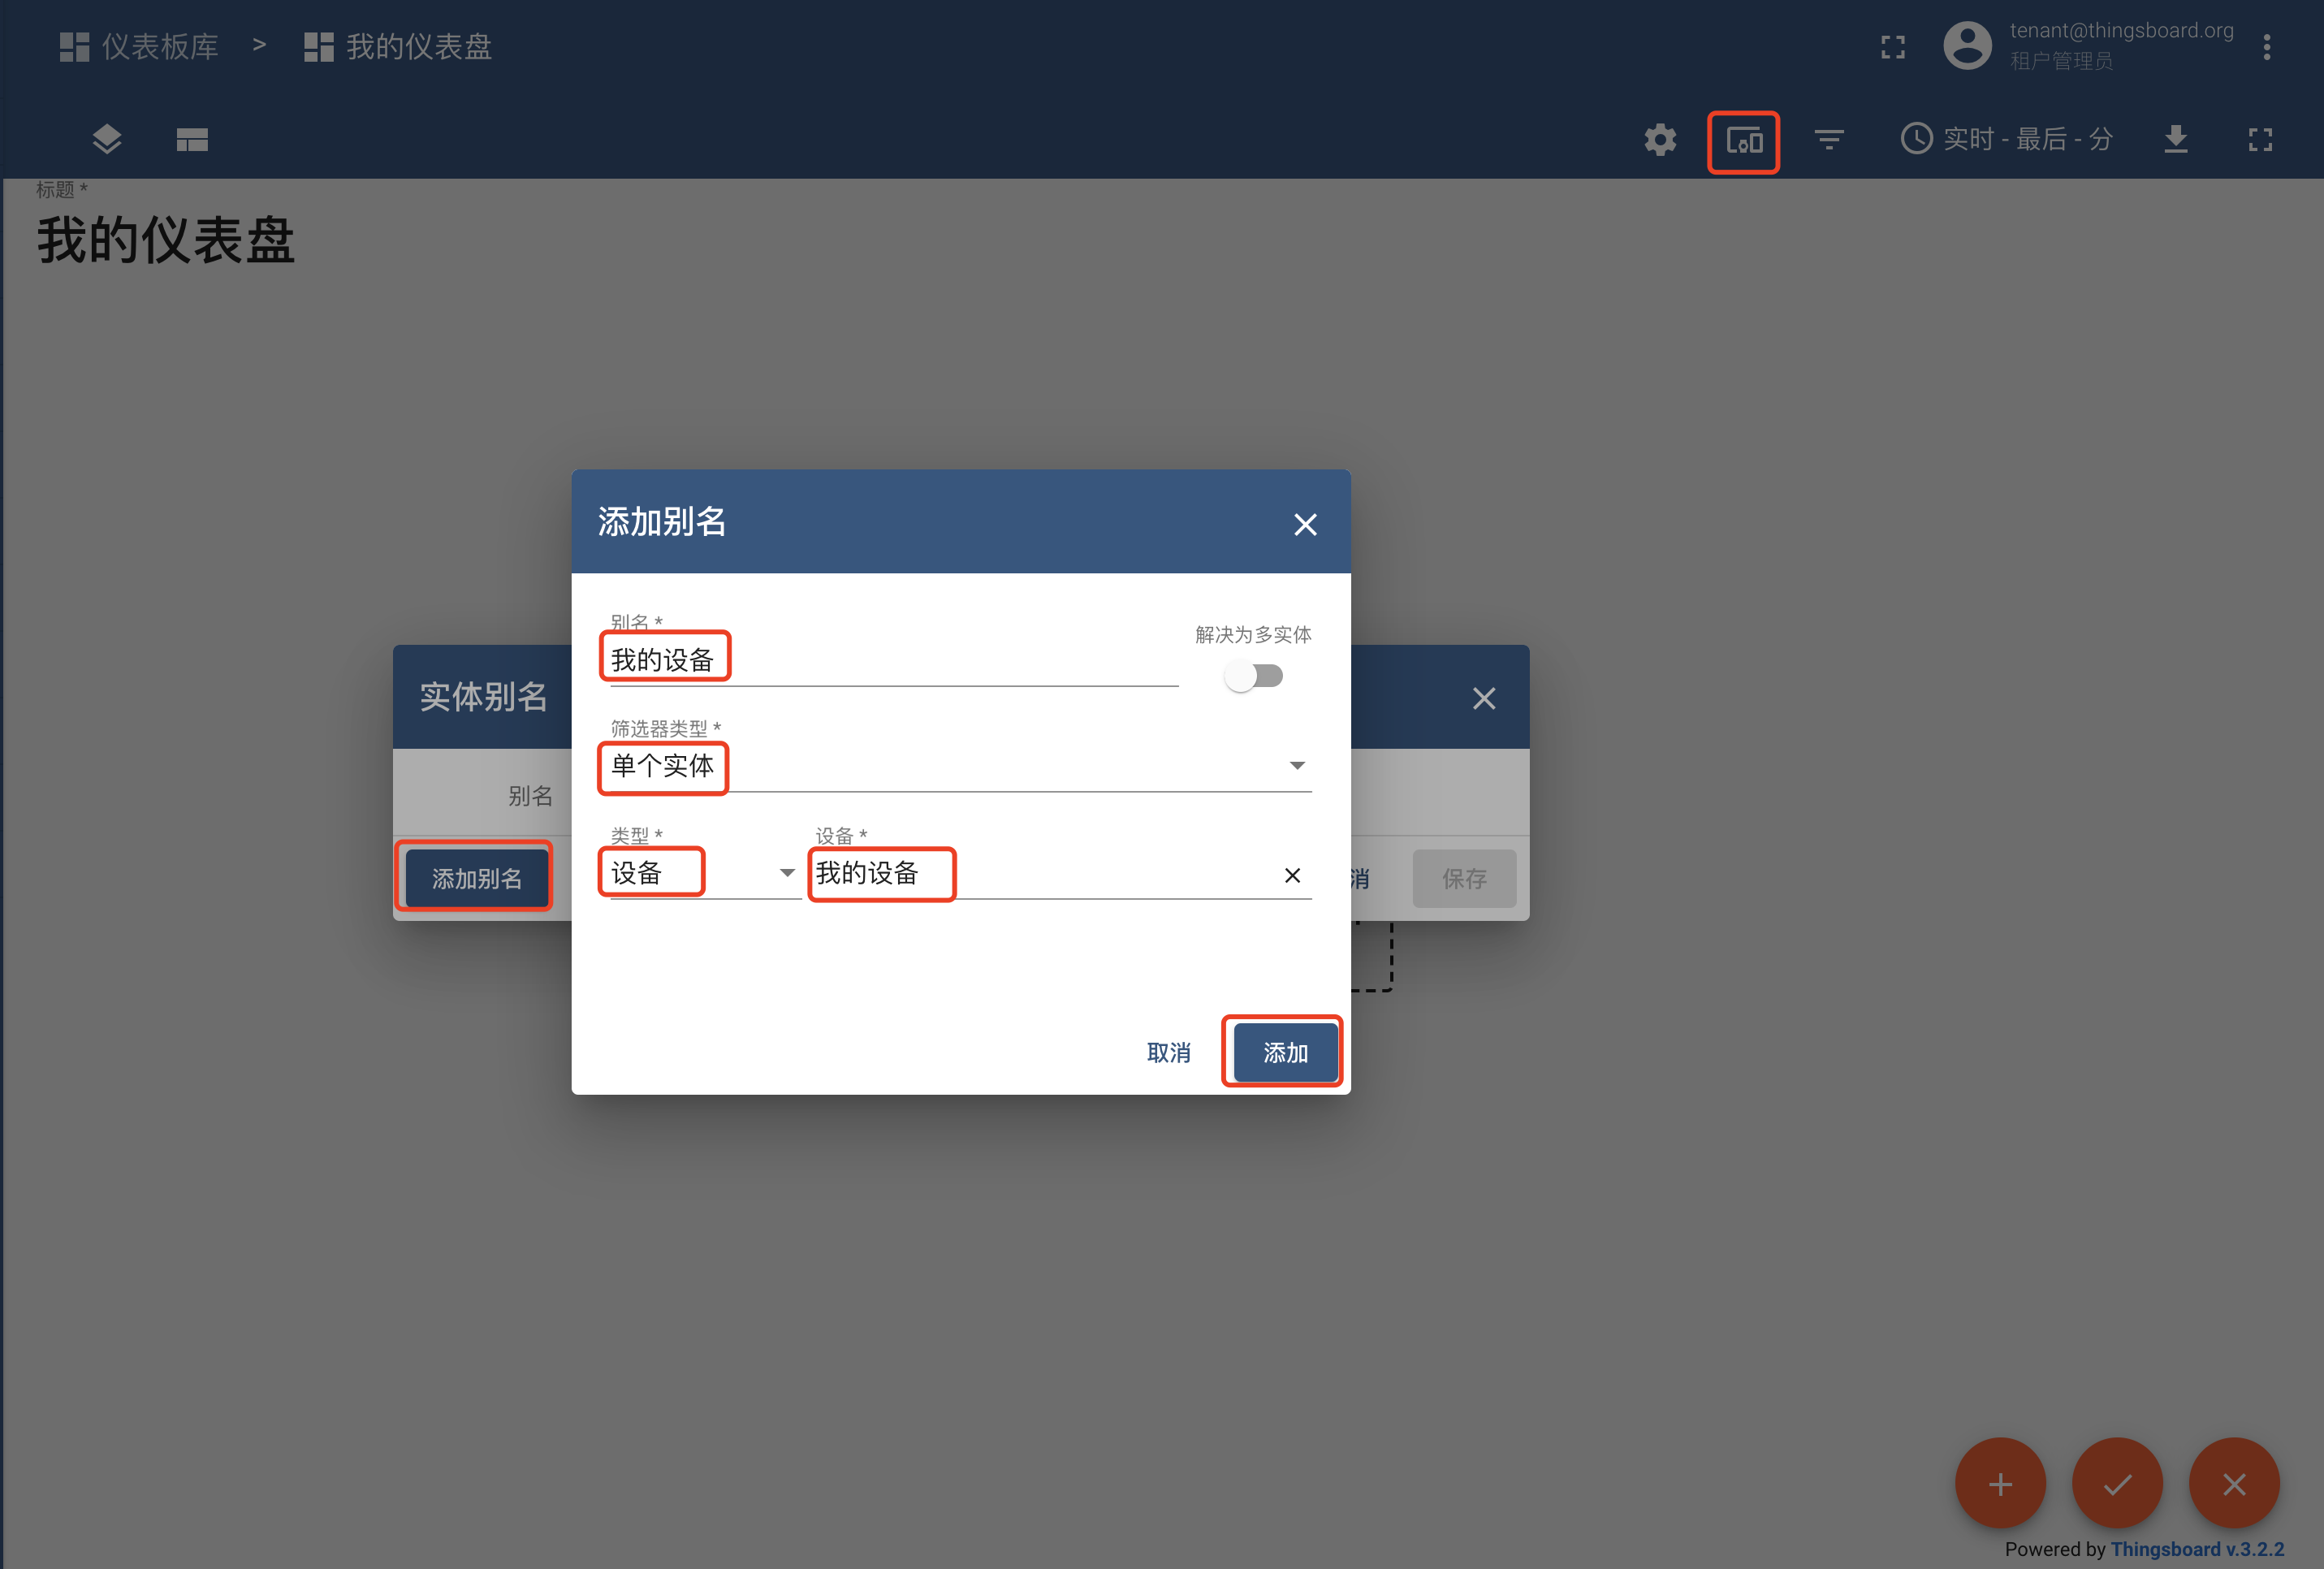 仪表板库 > 我的仪表盘
tenant@thingsboard.org
租户管理员
实时 - 最后 - 分
标题 *
我的仪表盘
添加别名
别名 *
我的设备
解决为多实体
实体别名
筛选器类型 *
单个实体
别名
类型 *
设备 *
设备
我的设备
添加别名
消
保存
取消
添加
Powered by Thingsboard v.3.2.2